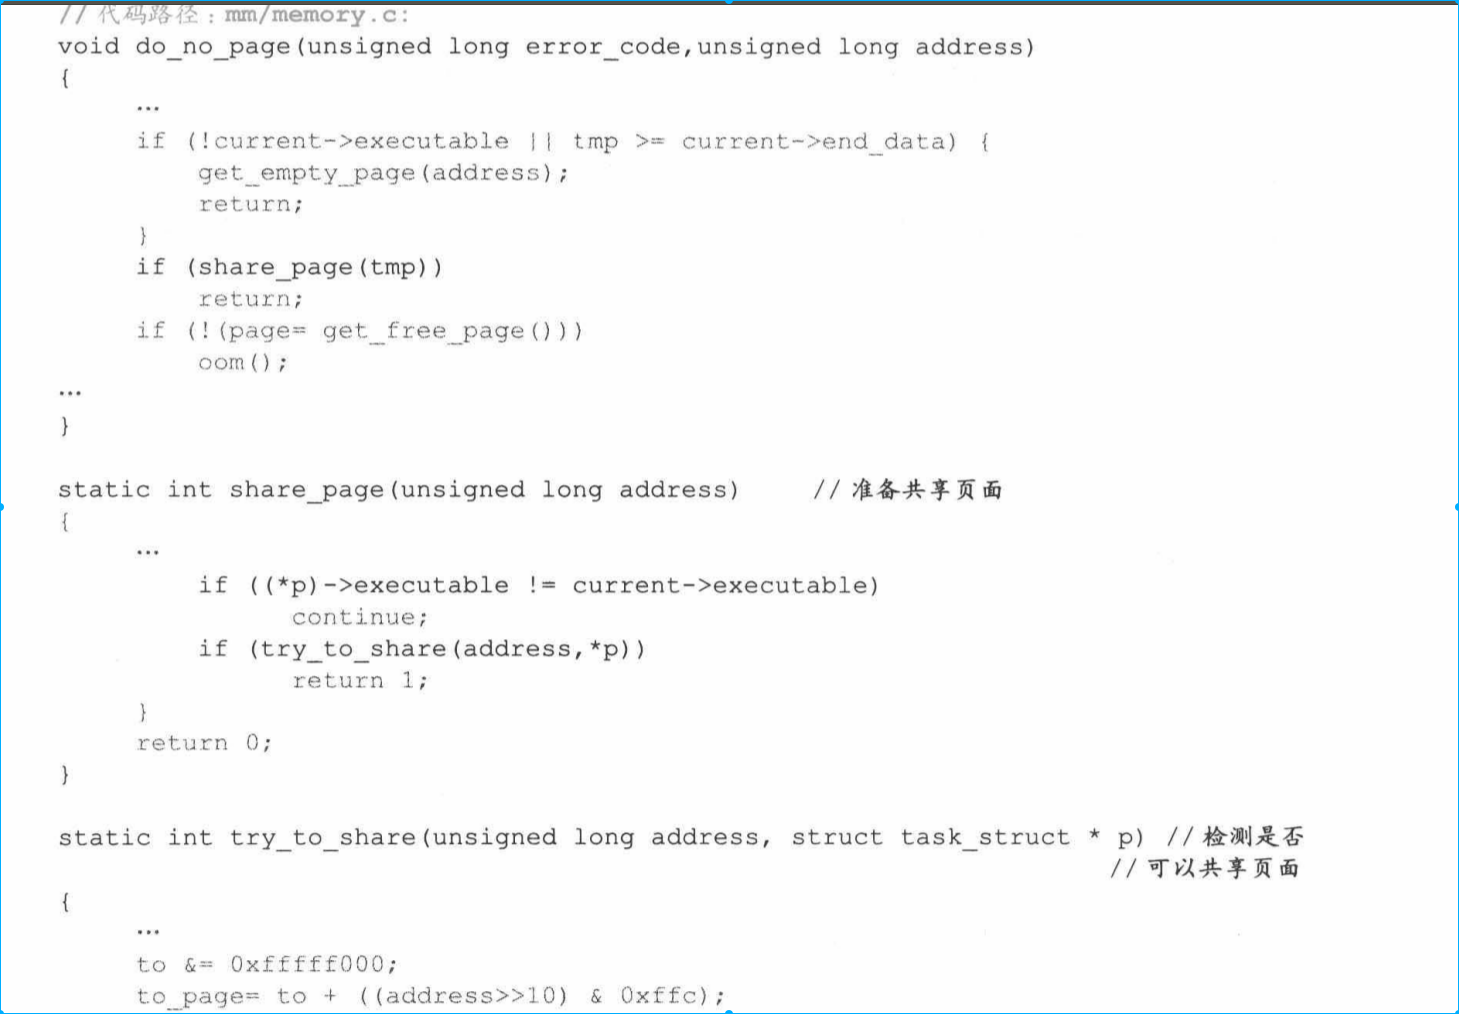 // 代码路径：mm/memory.c:
void do_no_page(unsigned long error_code,unsigned long address)
{
…
if (!current->executable || tmp >= current->end_data) {
get_empty_page(address);
return;
}
if (share_page(tmp))
return;
if (!(page= get_free_page()))
oom();
…
}
static int share_page(unsigned long address) // 准备共享页面
{
…
if ((*p)->executable != current->executable)
continue;
if (try_to_share(address,*p))
return 1;
}
return 0;
}
static int try_to_share(unsigned long address, struct task_struct * p) // 检测是否
// 可以共享页面
{
…
to &= 0xfffff000;
to_page= to + ((address>>10) & 0xffc);